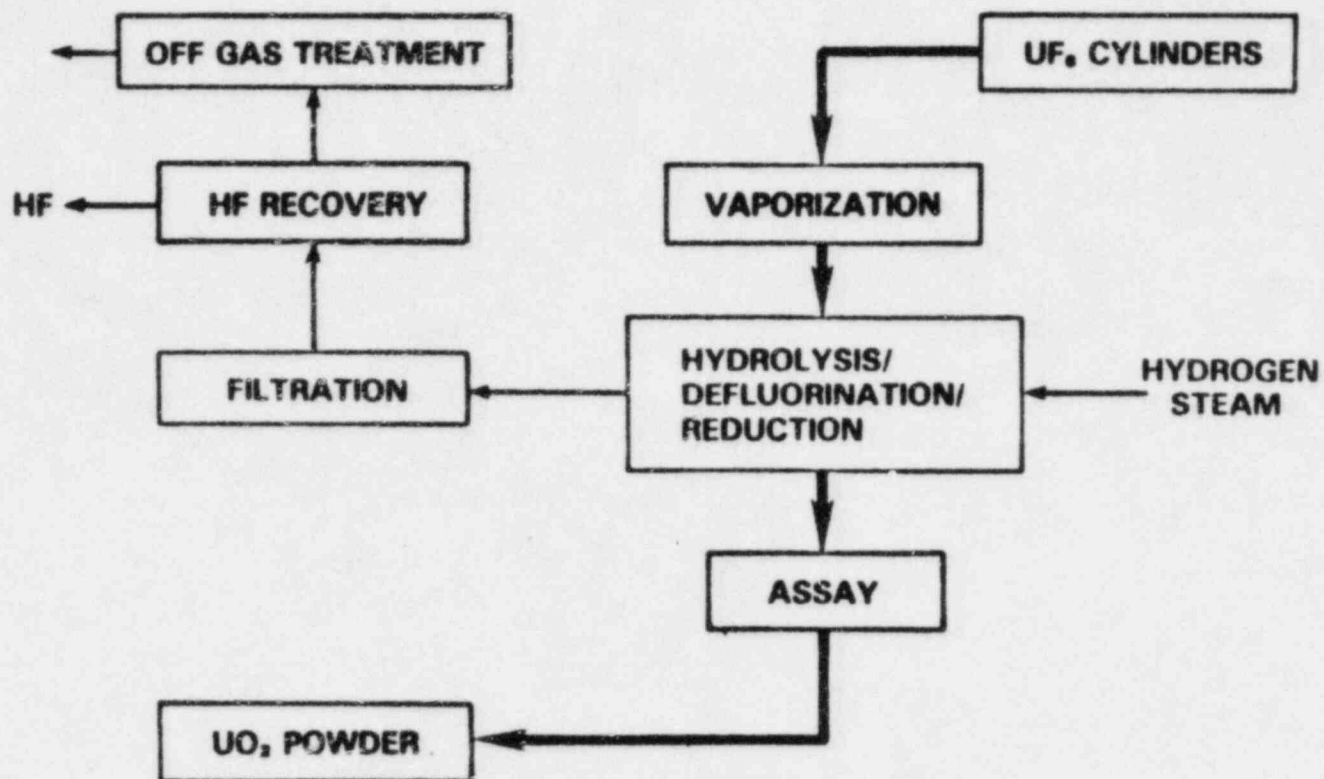 OFF GAS TREATMENT
UF₆ CYLINDERS
HF
HF RECOVERY
VAPORIZATION
FILTRATION
HYDROLYSIS/
DEFLUORINATION/
REDUCTION
HYDROGEN
STEAM
ASSAY
UO₂ POWDER